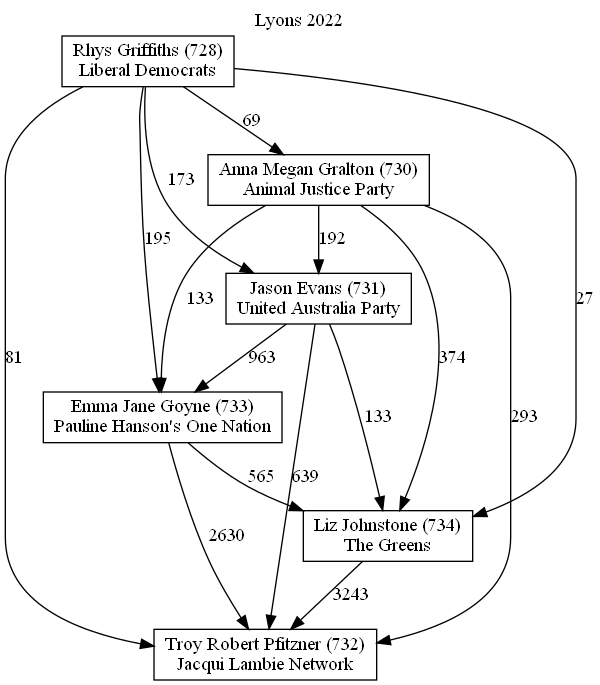 Lyons 2022
Rhys Griffiths (728)
Liberal Democrats
69
Anna Megan Gralton (730)
Animal Justice Party
173
195
192
133
Jason Evans (731)
United Australia Party
27
81
963
374
Emma Jane Goyne (733)
Pauline Hanson's One Nation
133
293
565
639
Liz Johnstone (734)
The Greens
2630
3243
Troy Robert Pfitzner (732)
Jacqui Lambie Network